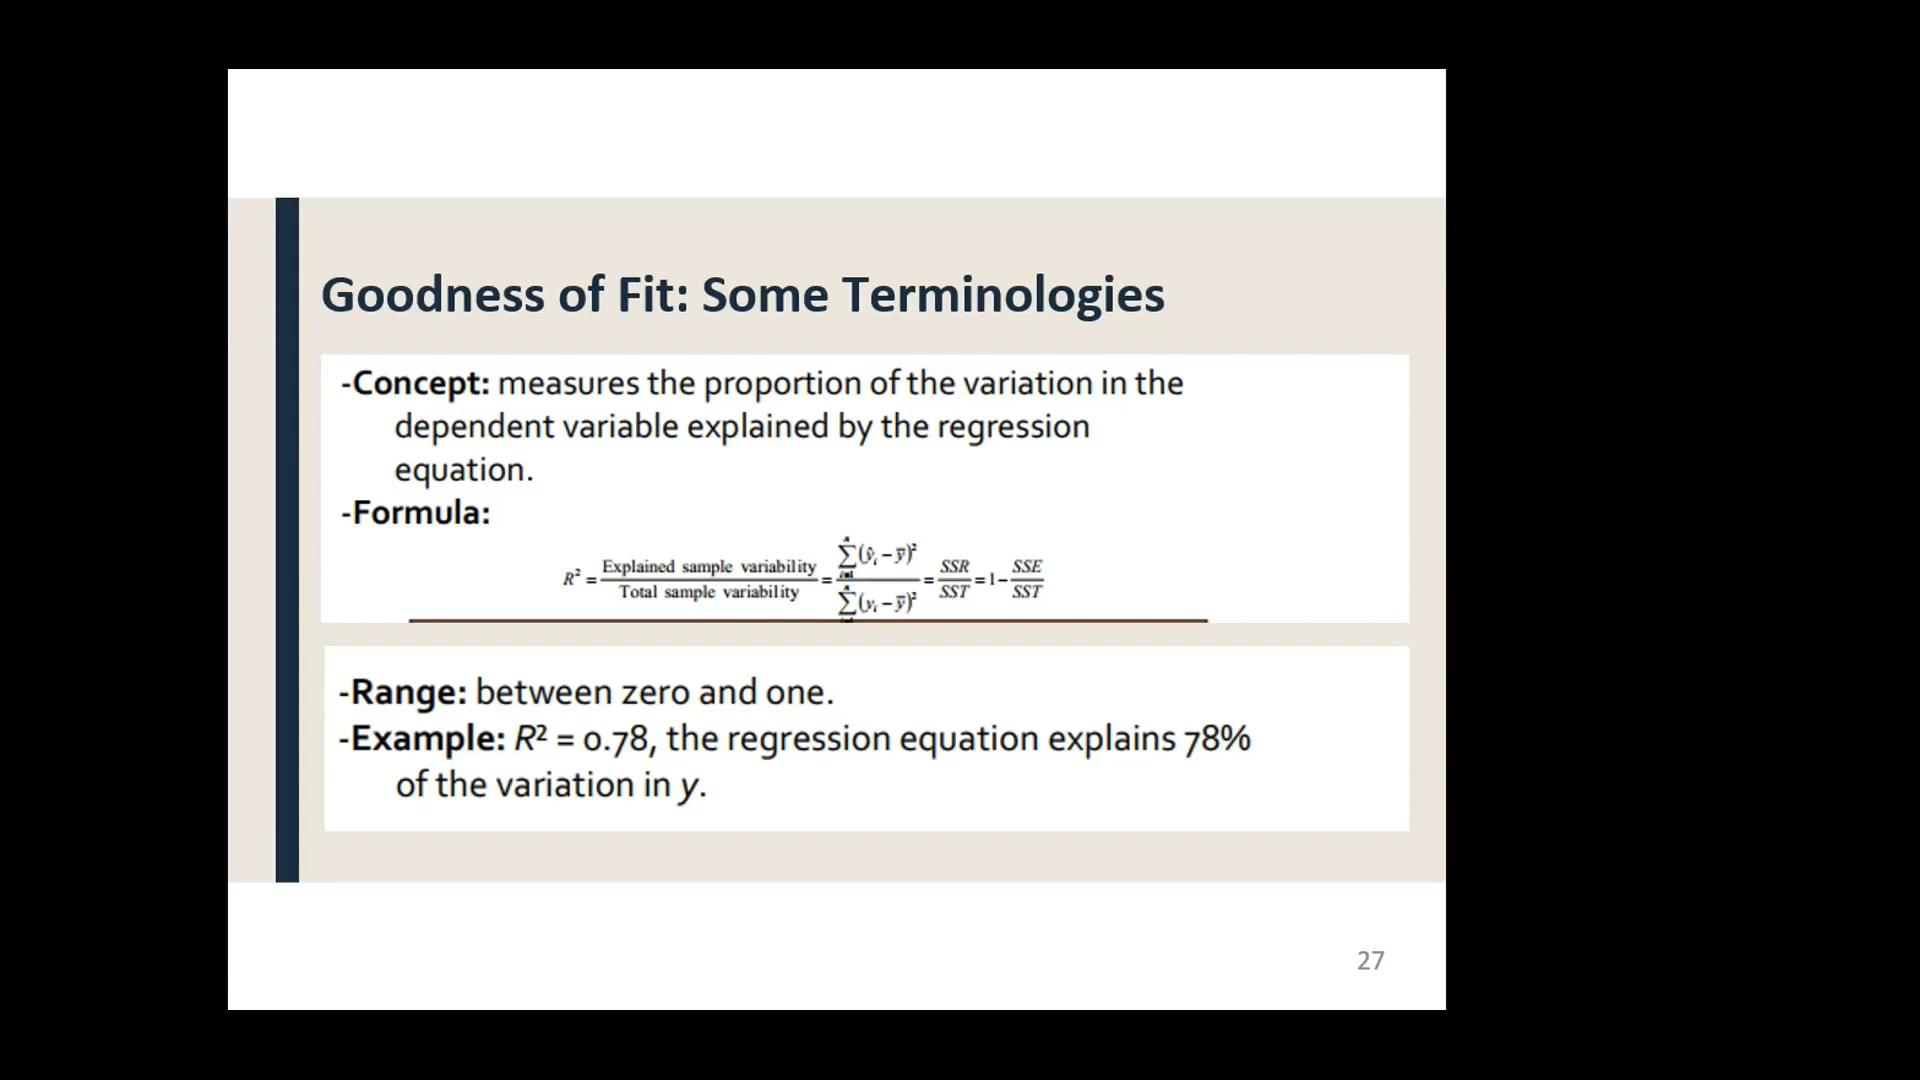 Goodness of Fit: Some Terminologies
-Concept: measures the proportion of the variation in the
dependent variable explained by the regression
equation.
-Formula:
R² = Explained sample variability / Total sample variability = ∑(ŷᵢ − ȳ)² / ∑(yᵢ − ȳ)² = SSR / SST = 1 − SSE / SST
-Range: between zero and one.
-Example: R² = 0.78, the regression equation explains 78%
of the variation in y.
27